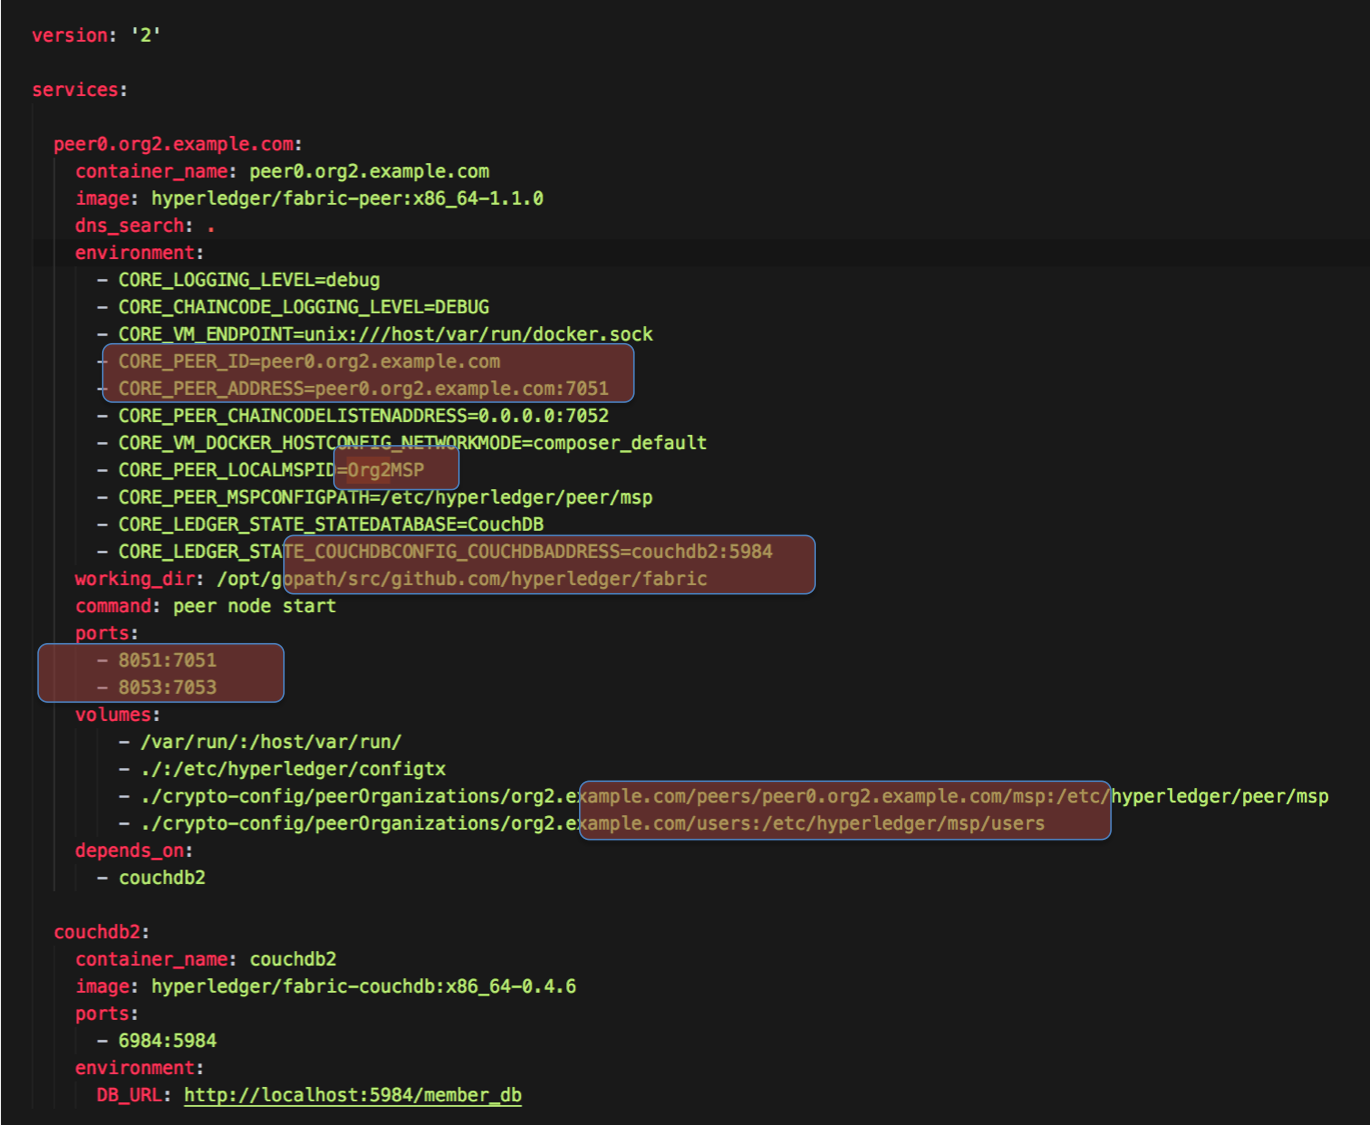 version: '2'
services:
peer0.org2.example.com:
container_name: peer0.org2.example.com
image: hyperledger/fabric-peer:x86_64-1.1.0
dns_search: .
environment:
- CORE_LOGGING_LEVEL=debug
- CORE_CHAINCODE_LOGGING_LEVEL=DEBUG
- CORE_VM_ENDPOINT=unix:///host/var/run/docker.sock
- CORE_PEER_ID=peer0.org2.example.com
- CORE_PEER_ADDRESS=peer0.org2.example.com:7051
- CORE_PEER_CHAINCODELISTENADDRESS=0.0.0.0:7052
- CORE_VM_DOCKER_HOSTCONFIG_NETWORKMODE=composer_default
- CORE_PEER_LOCALMSPID=Org2MSP
- CORE_PEER_MSPCONFIGPATH=/etc/hyperledger/peer/msp
- CORE_LEDGER_STATE_STATEDATABASE=CouchDB
- CORE_LEDGER_STATE_COUCHDBCONFIG_COUCHDBADDRESS=couchdb2:5984
working_dir: /opt/gopath/src/github.com/hyperledger/fabric
command: peer node start
ports:
- 8051:7051
- 8053:7053
volumes:
- /var/run/:/host/var/run/
- ./:/etc/hyperledger/configtx
- ./crypto-config/peerOrganizations/org2.example.com/peers/peer0.org2.example.com/msp:/etc/hyperledger/peer/msp
- ./crypto-config/peerOrganizations/org2.example.com/users:/etc/hyperledger/msp/users
depends_on:
- couchdb2
couchdb2:
container_name: couchdb2
image: hyperledger/fabric-couchdb:x86_64-0.4.6
ports:
- 6984:5984
environment:
DB_URL: http://localhost:5984/member_db